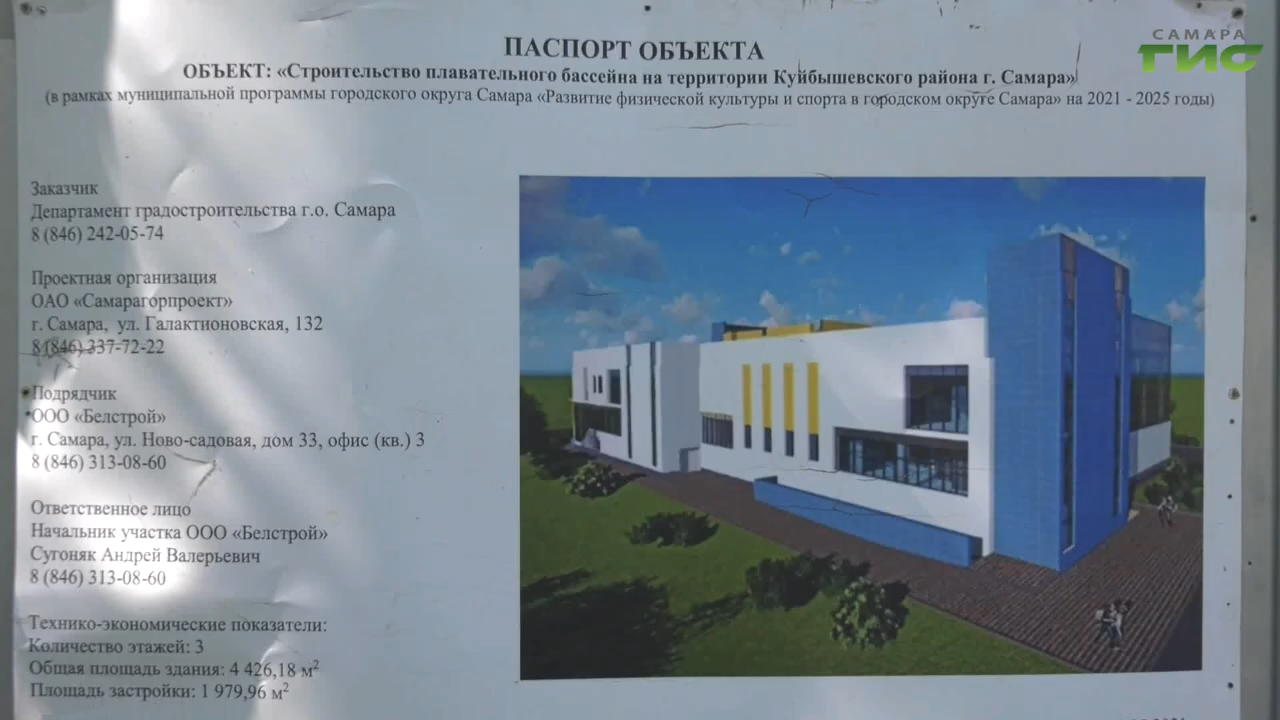 САМАРА
ГИС
ПАСПОРТ ОБЪЕКТА
ОБЪЕКТ: «Строительство плавательного бассейна на территории Куйбышевского района г. Самара»
(в рамках муниципальной программы городского округа Самара «Развитие физической культуры и спорта в городском округе Самара» на 2021 - 2025 годы)
Заказчик
Департамент градостроительства г.о. Самара
8 (846) 242-05-74
Проектная организация
ОАО «Самарагорпроект»
г. Самара, ул. Галактионовская, 132
8 (846) 337-72-22
Подрядчик
ООО «Белстрой»
г. Самара, ул. Ново-садовая, дом 33, офис (кв.) 3
8 (846) 313-08-60
Ответственное лицо
Начальник участка ООО «Белстрой»
Сугоняк Андрей Валерьевич
8 (846) 313-08-60
Технико-экономические показатели:
Количество этажей: 3
Общая площадь здания: 4 426,18 м²
Площадь застройки: 1 979,96 м²